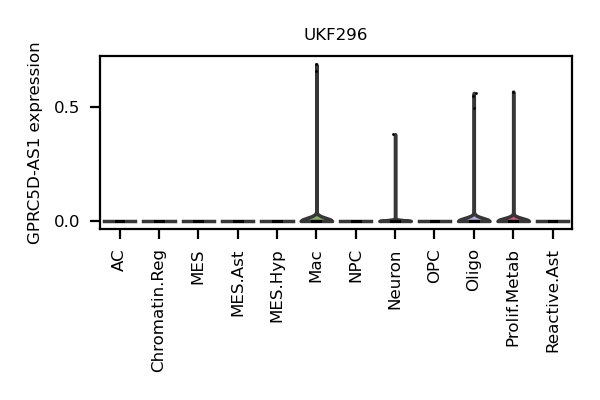 UKF296
GPRC5D-AS1 expression
0.5
0.0
AC
Chromatin.Reg
MES
MES.Ast
MES.Hyp
Mac
NPC
Neuron
OPC
Oligo
Prolif.Metab
Reactive.Ast